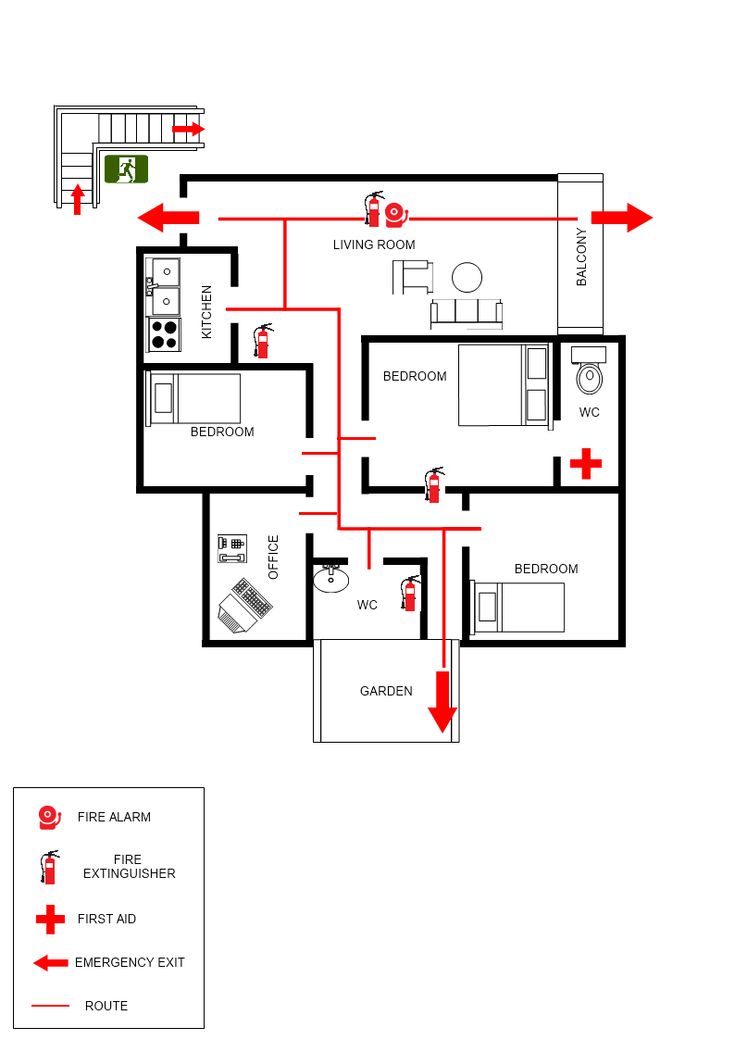 LIVING ROOM
BALCONY
KITCHEN
BEDROOM
WC
BEDROOM
OFFICE
BEDROOM
WC
GARDEN
FIRE ALARM
FIRE
EXTINGUISHER
FIRST AID
EMERGENCY EXIT
ROUTE